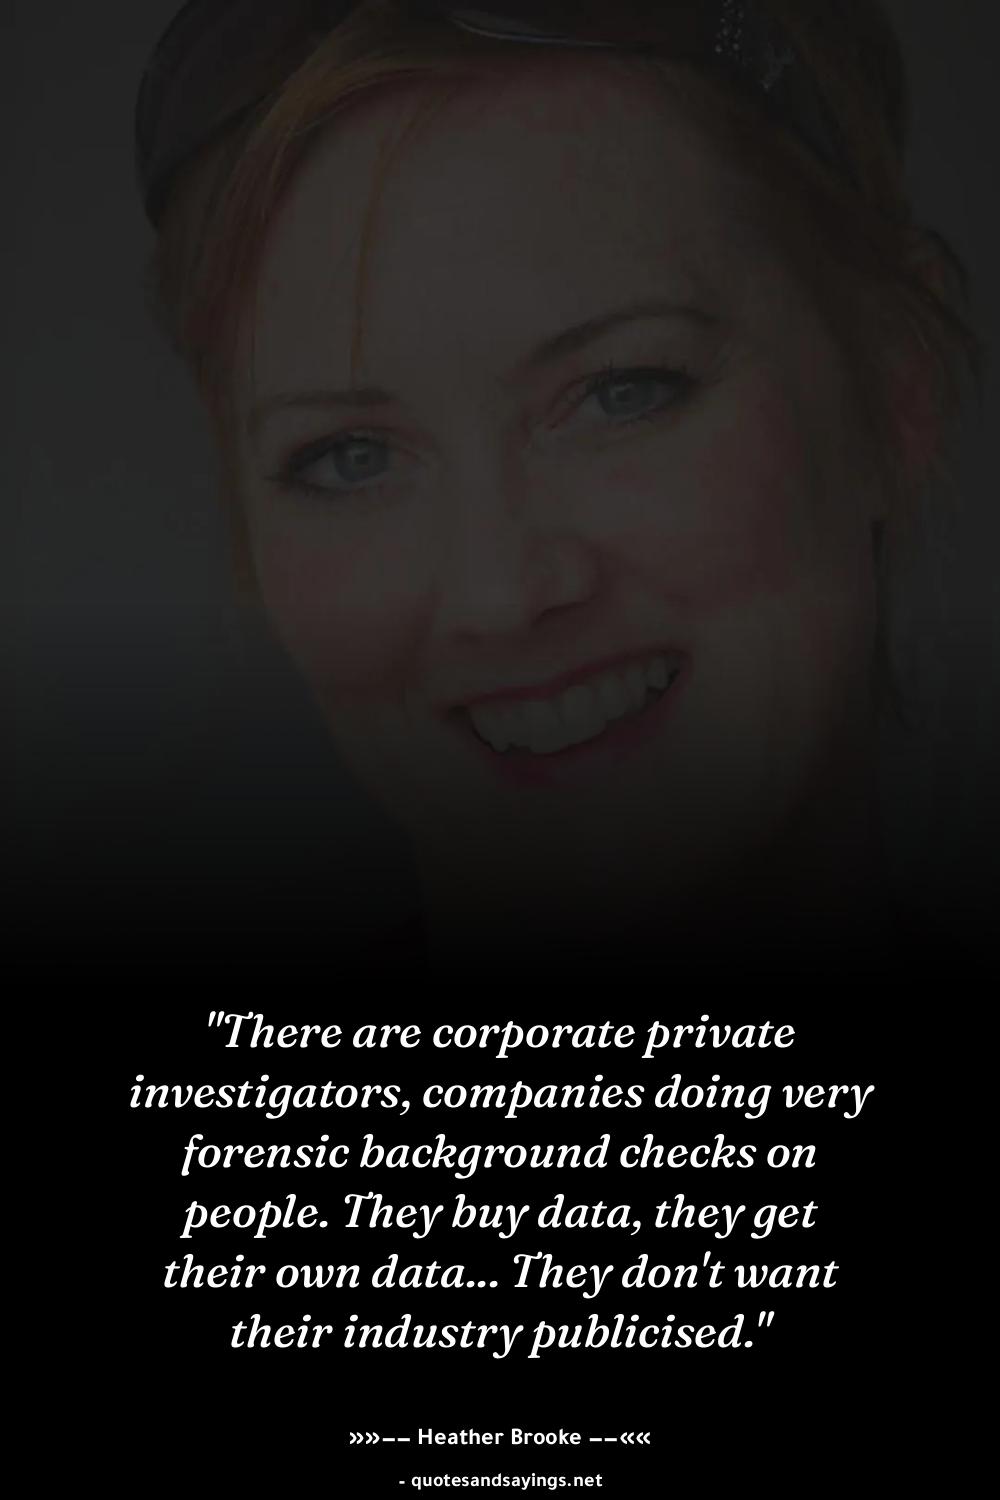 "There are corporate private
investigators, companies doing very
forensic background checks on
people. They buy data, they get
their own data... They don't want
their industry publicised."
»»−− Heather Brooke −−««
- quotesandsayings.net